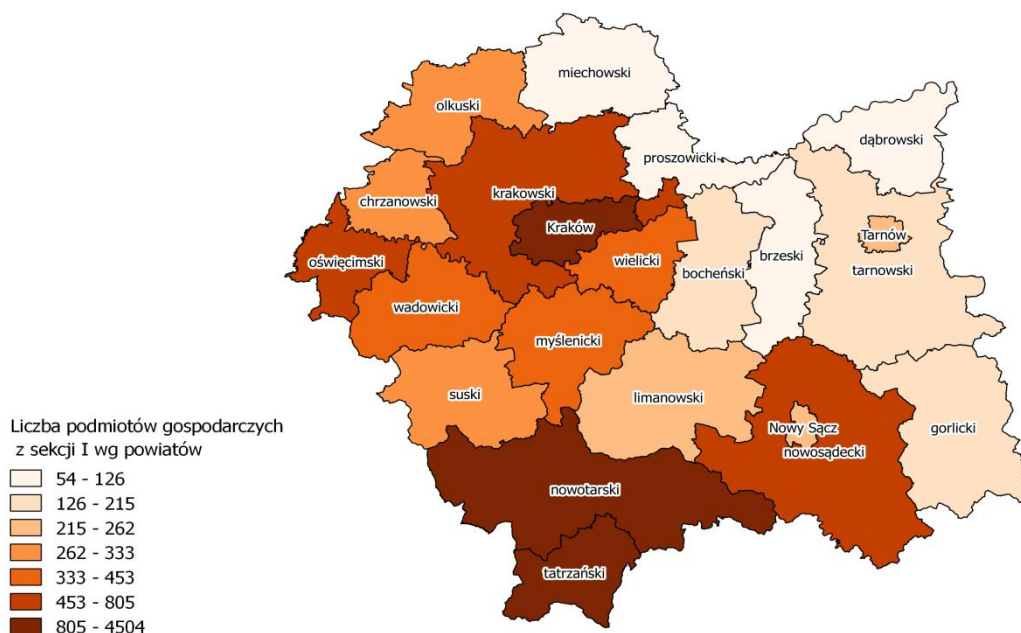 miechowski
olkuski
dąbrowski
proszowicki
krakowski
chrzanowski
Kraków
Tarnów
oświęcimski
wielicki
bocheński
brzeski
tarnowski
wadowicki
myślenicki
suski
limanowski
Nowy Sącz
nowosądecki
gorlicki
nowotarski
tatrzański
Liczba podmiotów gospodarczych
z sekcji I wg powiatów
54 - 126
126 - 215
215 - 262
262 - 333
333 - 453
453 - 805
805 - 4504